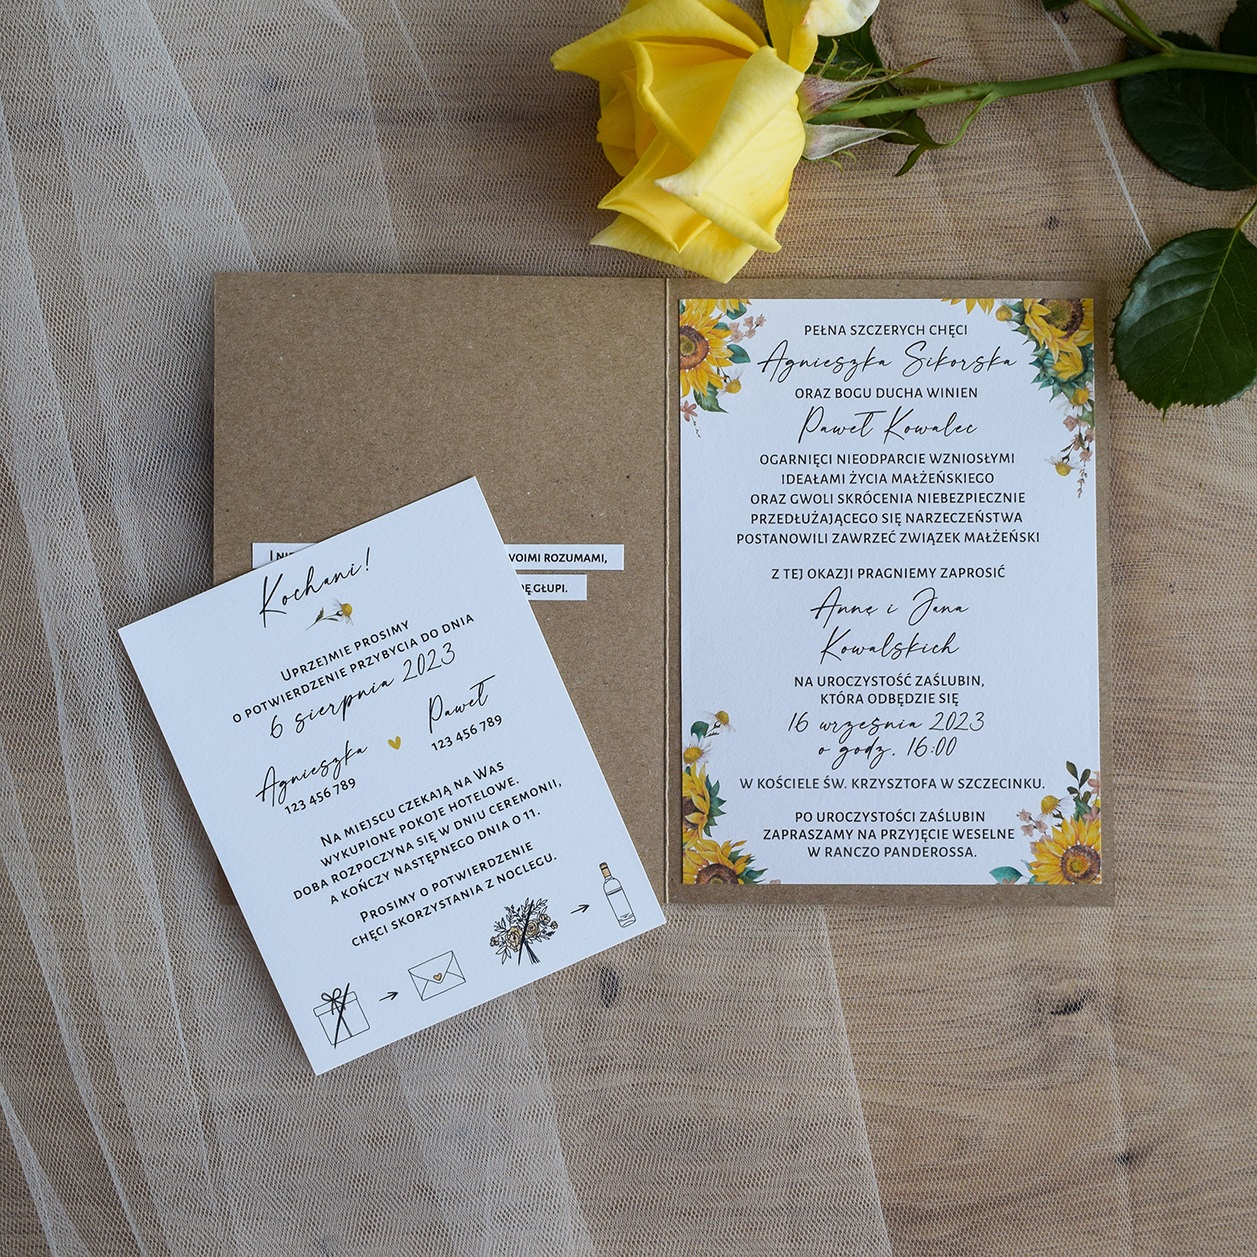 PEŁNA SZCZERYCH CHĘCI
Agnieszka Sikorska
ORAZ BOGU DUCHA WINIEN
Paweł Kowalec
OGARNIĘCI NIEODPARCIE WZNIOSŁYMI
IDEAŁAMI ŻYCIA MAŁŻEŃSKIEGO
ORAZ GWOLI SKRÓCENIA NIEBEZPIECZNIE
PRZEDŁUŻAJĄCEGO SIĘ NARZECZEŃSTWA
POSTANOWILI ZAWRZEĆ ZWIĄZEK MAŁŻEŃSKI
Z TEJ OKAZJI PRAGNIEMY ZAPROSIĆ
Annę i Jana
Kowalskich
NA UROCZYSTOŚĆ ZAŚLUBIN,
KTÓRA ODBĘDZIE SIĘ
16 września 2023
o godz. 16:00
W KOŚCIELE ŚW. KRZYSZTOFA W SZCZECINKU.
PO UROCZYSTOŚCI ZAŚLUBIN
ZAPRASZAMY NA PRZYJĘCIE WESELNE
W RANCZO PANDEROSSA.
ROZUMAMI,
GŁUPI.
Kochani!
UPRZEJMIE PROSIMY
O POTWIERDZENIE PRZYBYCIA DO DNIA
6 sierpnia 2023
Agnieszka Paweł
123 456 789 123 456 789
NA MIEJSCU CZEKAJĄ NA WAS
WYKUPIONE POKOJE HOTELOWE.
DOBA ROZPOCZYNA SIĘ W DNIU CEREMONII,
A KOŃCZY NASTĘPNEGO DNIA O 11.
PROSIMY O POTWIERDZENIE
CHĘCI SKORZYSTANIA Z NOCLEGU.